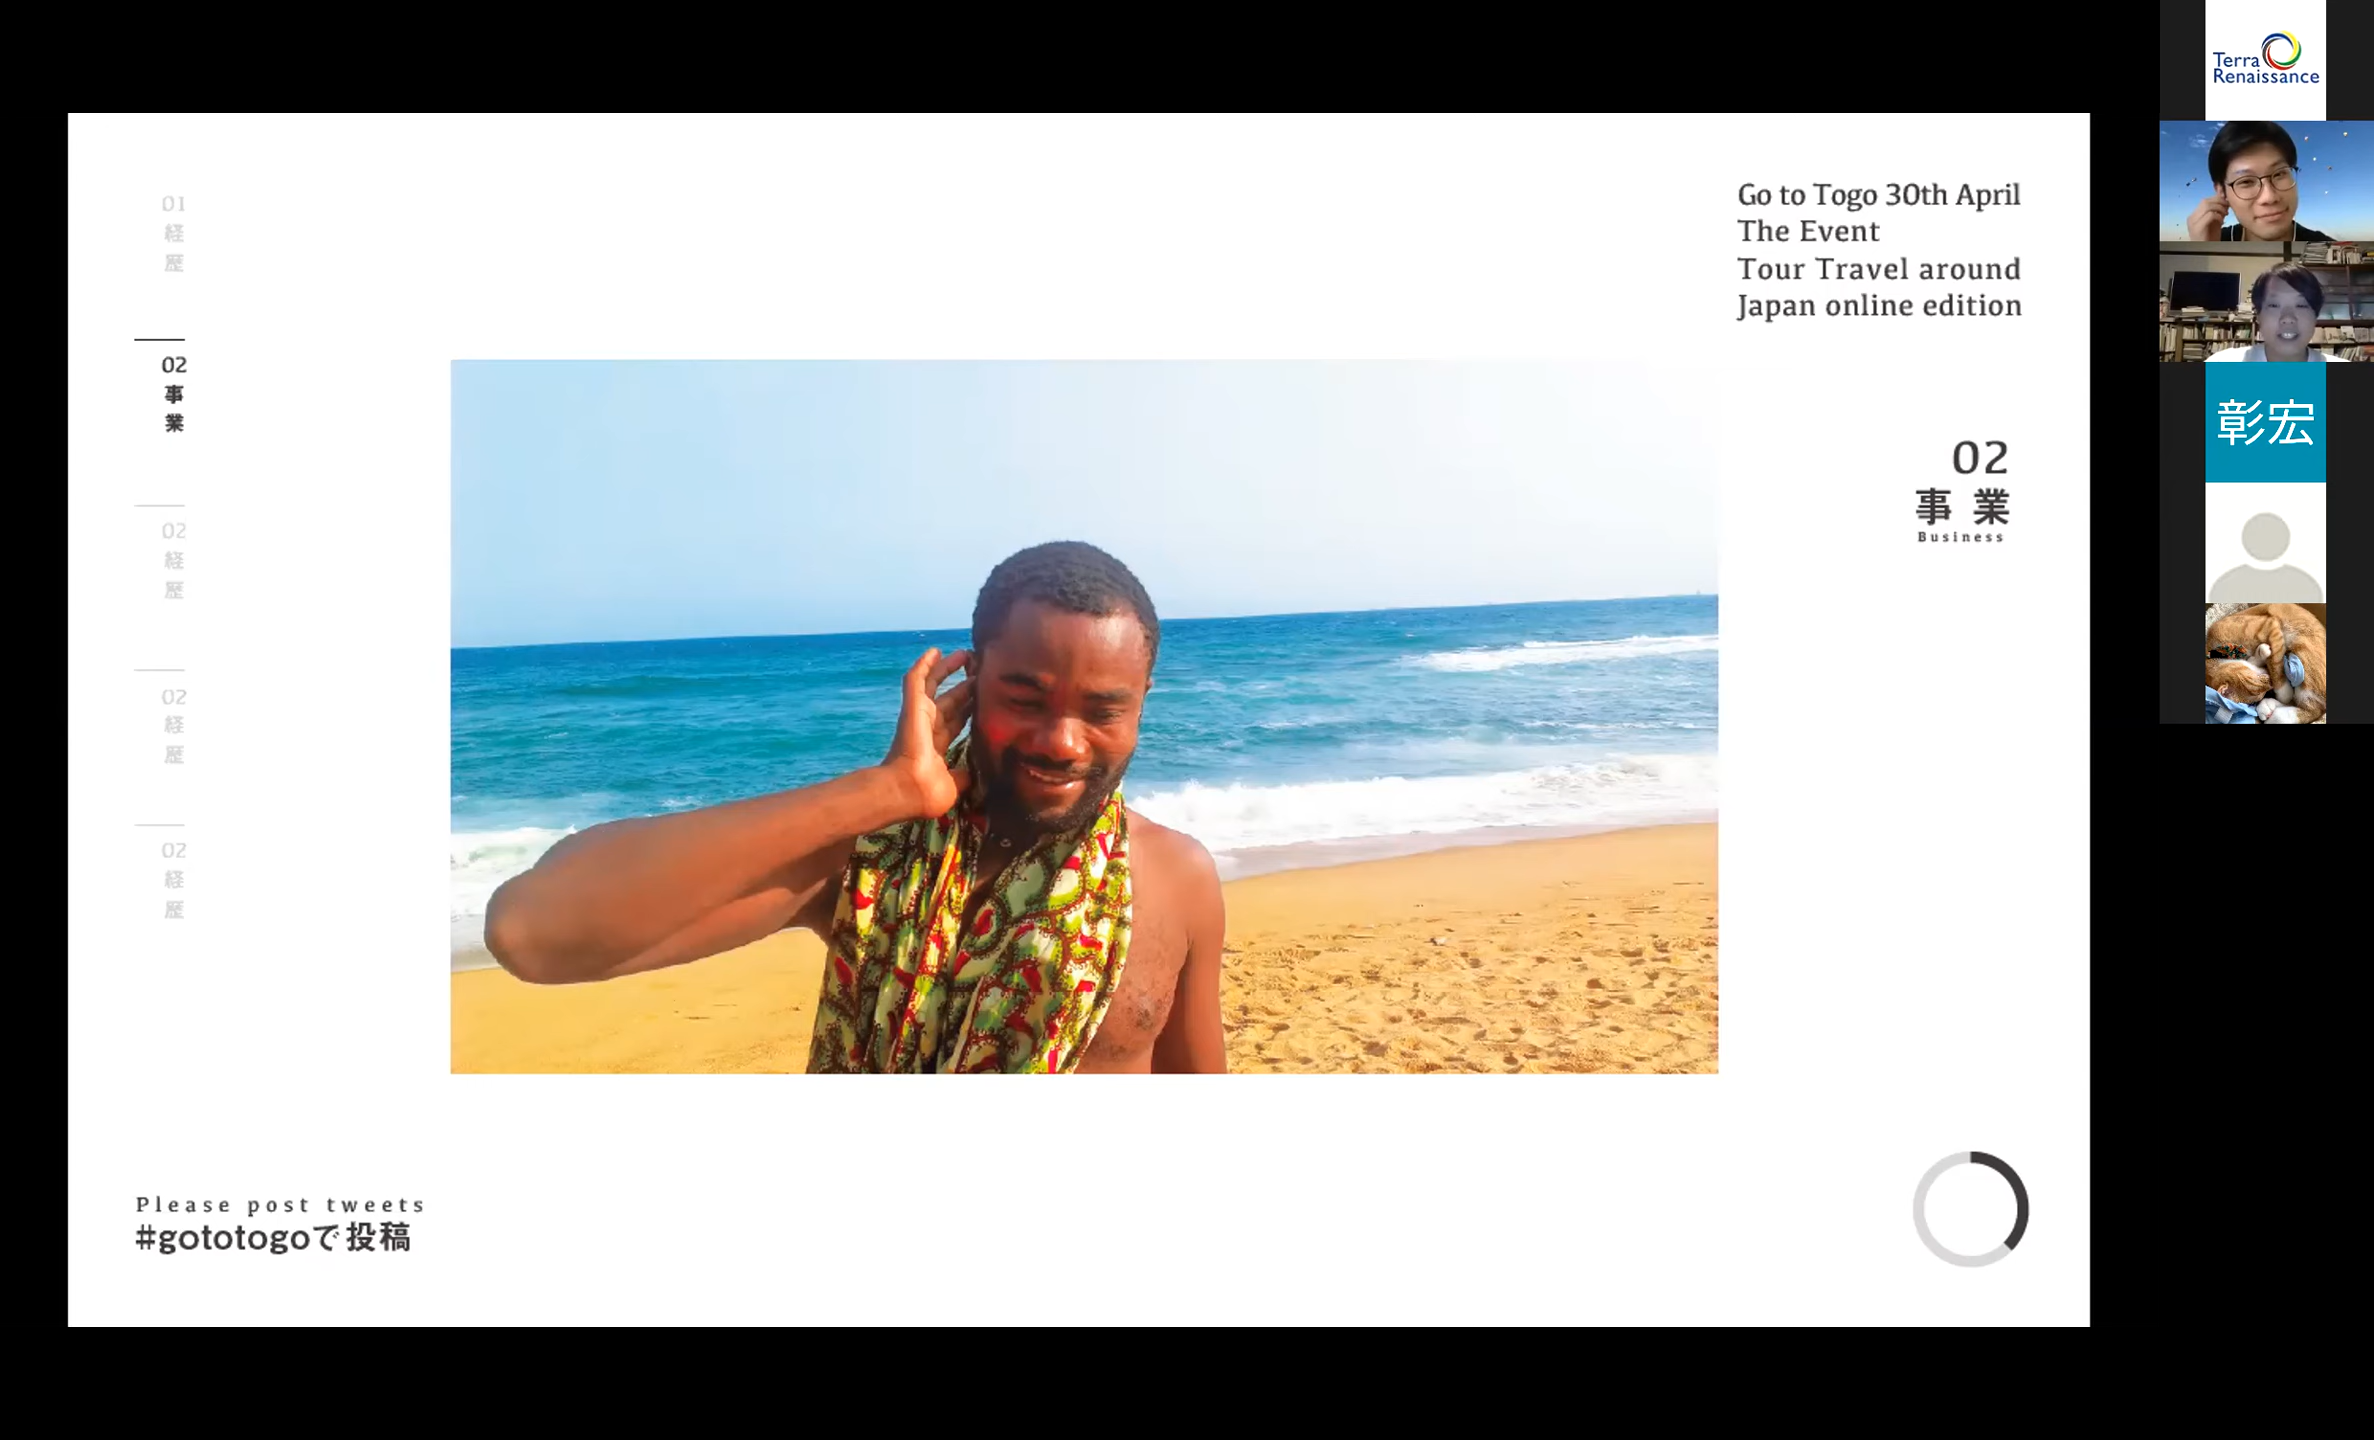 01
経
歴
02
事
業
02
経
歴
02
経
歴
02
経
歴
Please post tweets
#gototogoで投稿
Go to Togo 30th April
The Event
Tour Travel around
Japan online edition
02
事業
Business
Terra
Renaissance
彰宏